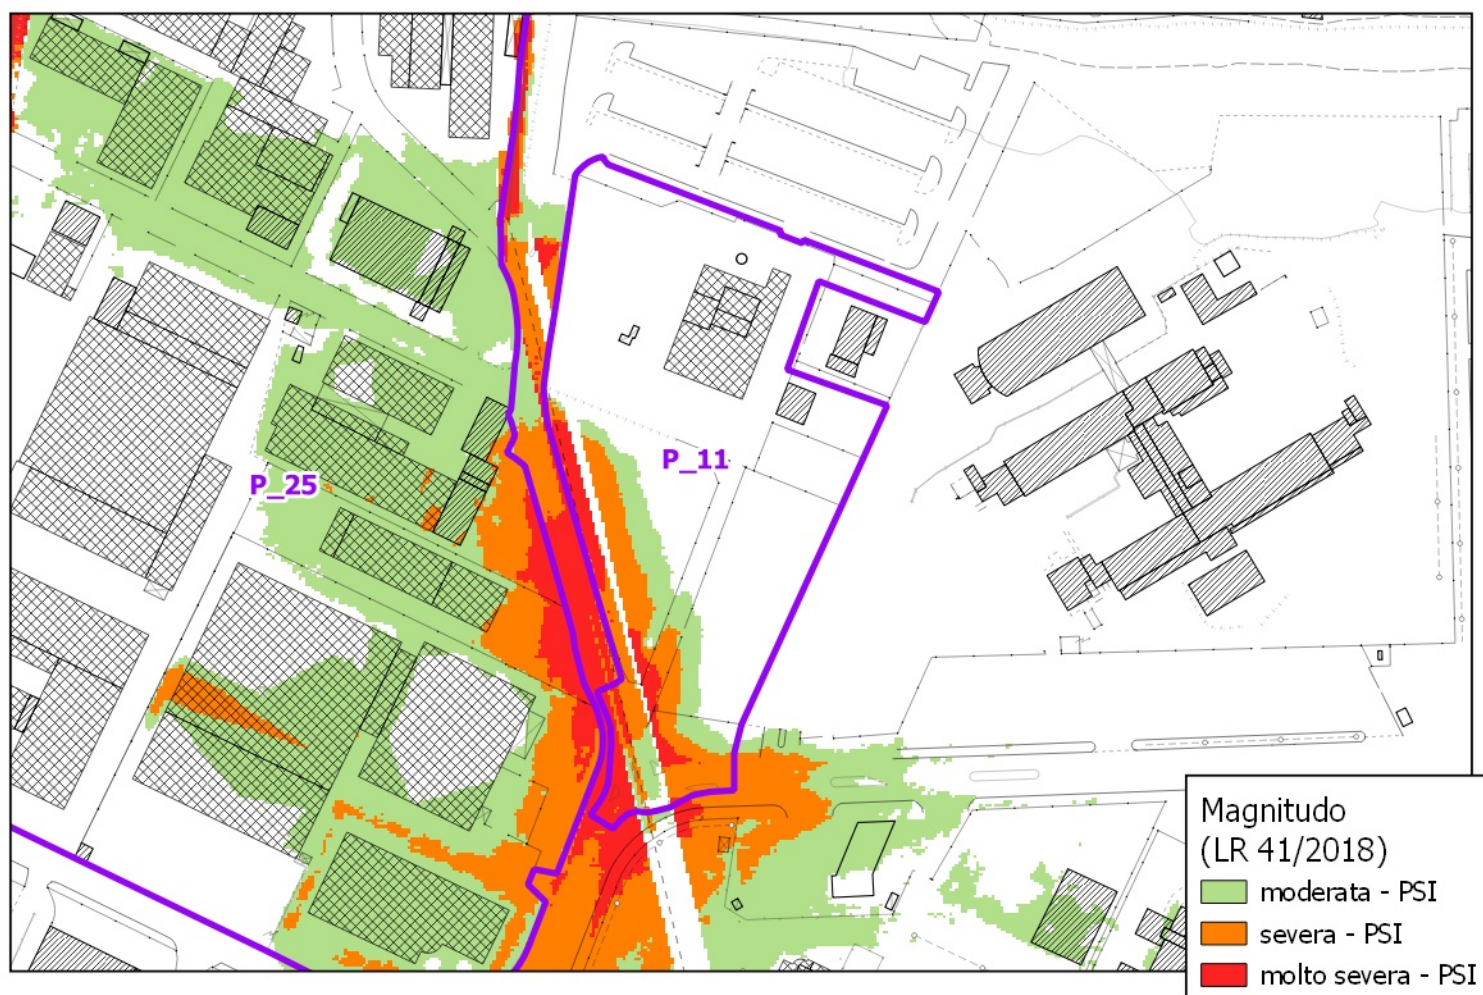 P_11
P_25
Magnitudo
(LR 41/2018)
moderata - PSI
severa - PSI
molto severa - PSI